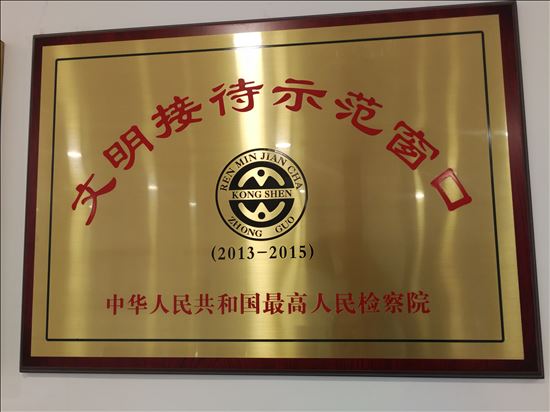 文明接待示范窗口
REN MIN JIAN CHA
KONG SHEN
ZHONG GUO
(2013-2015)
中华人民共和国最高人民检察院